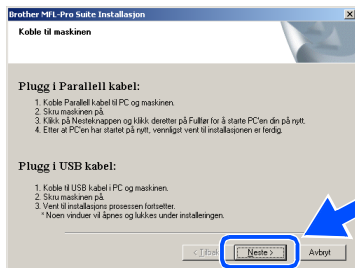 Brother MFL-Pro Suite Installasjon
Koble til maskinen
Plugg i Parallell kabel:
1. Koble Parallell kabel til PC og maskinen.
2. Skru maskinen på.
3. Klikk på Nesteknappen og klikk deretter på Fullfør for å starte PC'en din på nytt.
4. Etter at PC'en har startet på nytt, vennligst vent til installasjonen er ferdig.
Plugg i USB kabel:
1. Koble til USB kabel i PC og maskinen.
2. Skru maskinen på.
3. Vent til installasjons prosessen fortsetter.
* Noen vinduer vil åpnes og lukkes under installeringen.
Neste >
Avbryt